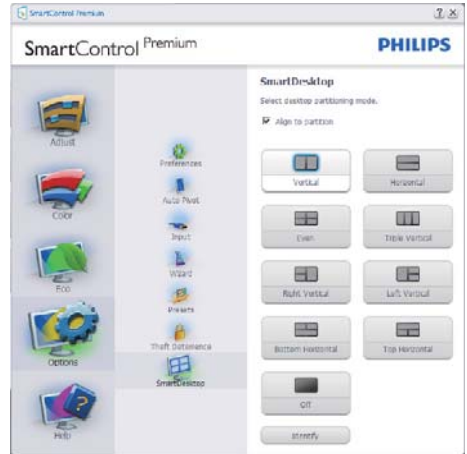 SmartControl Premium
SmartControl Premium
PHILIPS
SmartDesktop
Select desktop partitioning mode.
Align to partition
Adjust
Color
Eco
Options
Help
Preferences
Auto Pivot
Input
Wizard
Presets
Theft Deterrence
SmartDesktop
Vertical
Horizontal
Even
Triple Vertical
Right Vertical
Left Vertical
Bottom Horizontal
Top Horizontal
Off
Identify